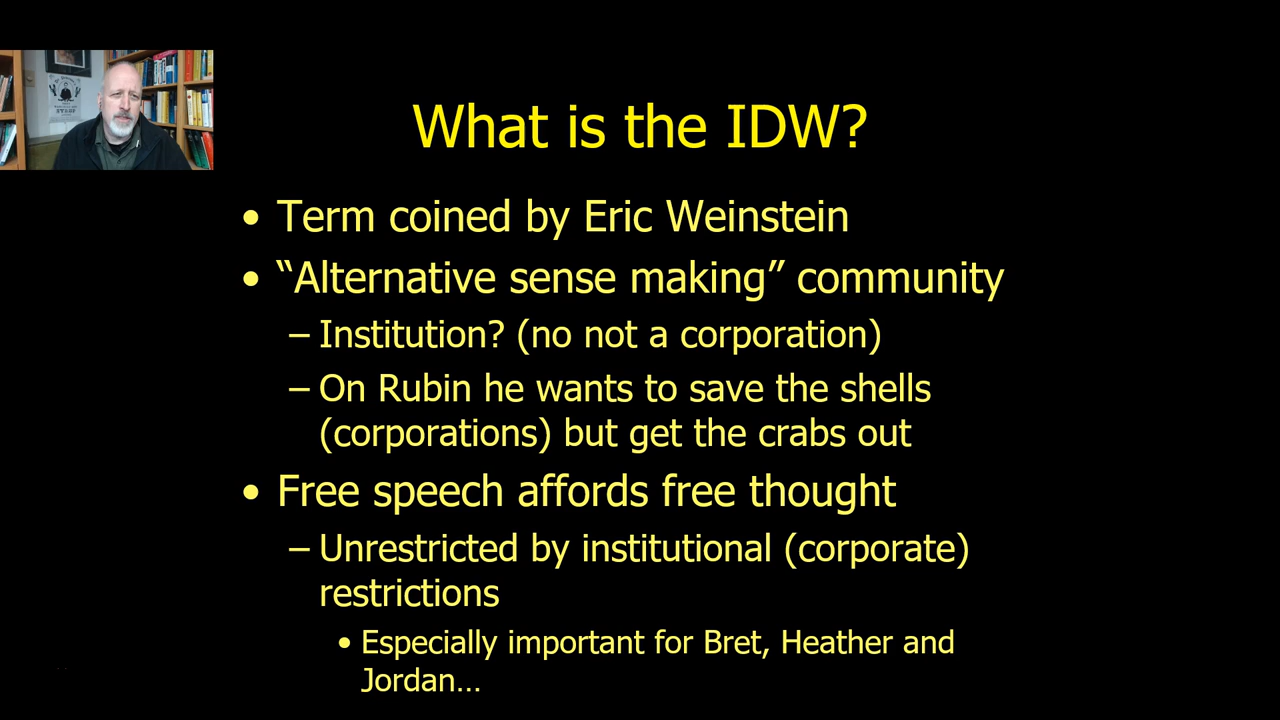 What is the IDW?
• Term coined by Eric Weinstein
• “Alternative sense making” community
– Institution? (no not a corporation)
– On Rubin he wants to save the shells
(corporations) but get the crabs out
• Free speech affords free thought
– Unrestricted by institutional (corporate)
restrictions
• Especially important for Bret, Heather and
Jordan…